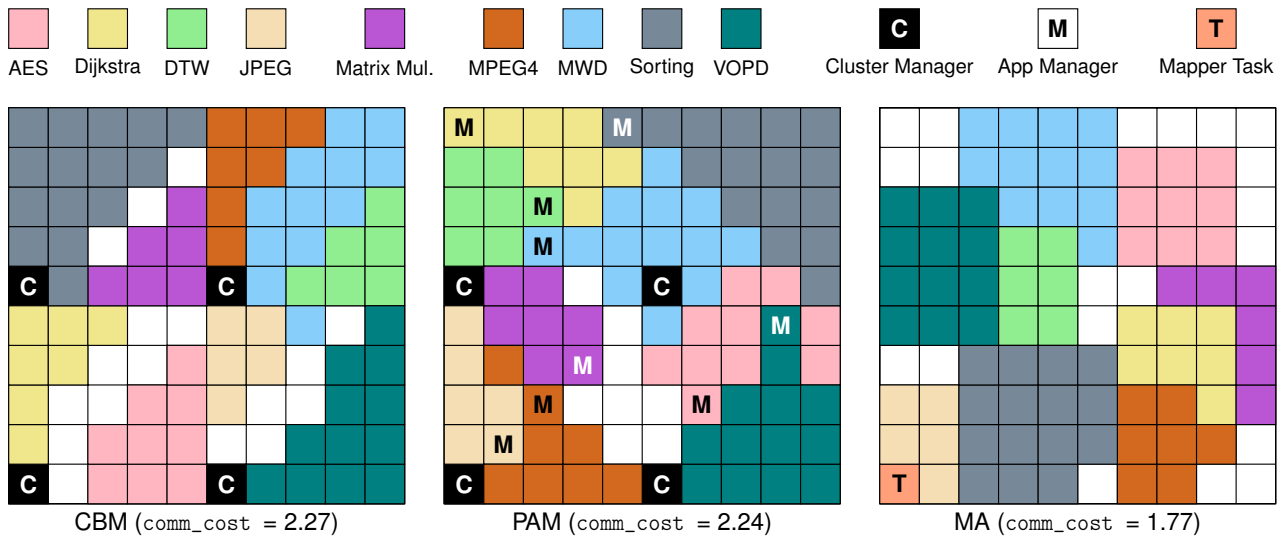 C M T
AES Dijkstra DTW JPEG Matrix Mul. MPEG4 MWD Sorting VOPD Cluster Manager App Manager Mapper Task
M M
M
M
C C C C
M
M
M M
M
C C C C T
CBM (comm_cost = 2.27) PAM (comm_cost = 2.24) MA (comm_cost = 1.77)